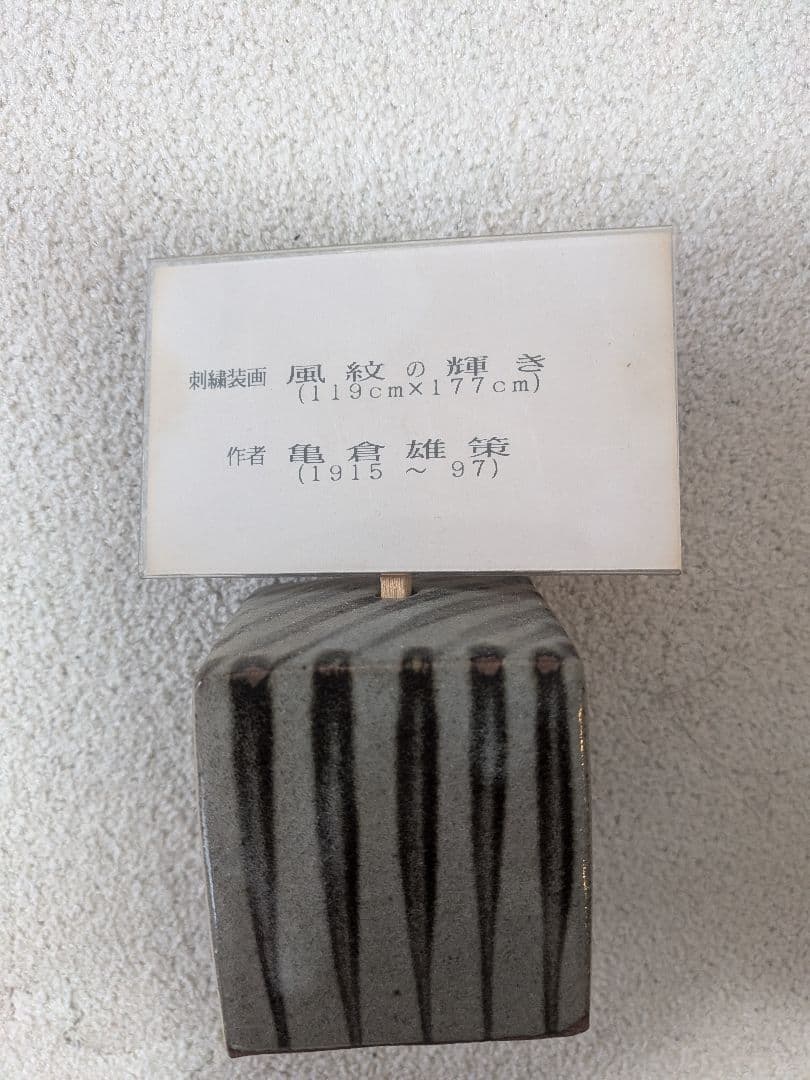 刺繍装画 風紋の輝き
(119cm×177cm)
作者 亀倉雄策
(1915 ～ 97)